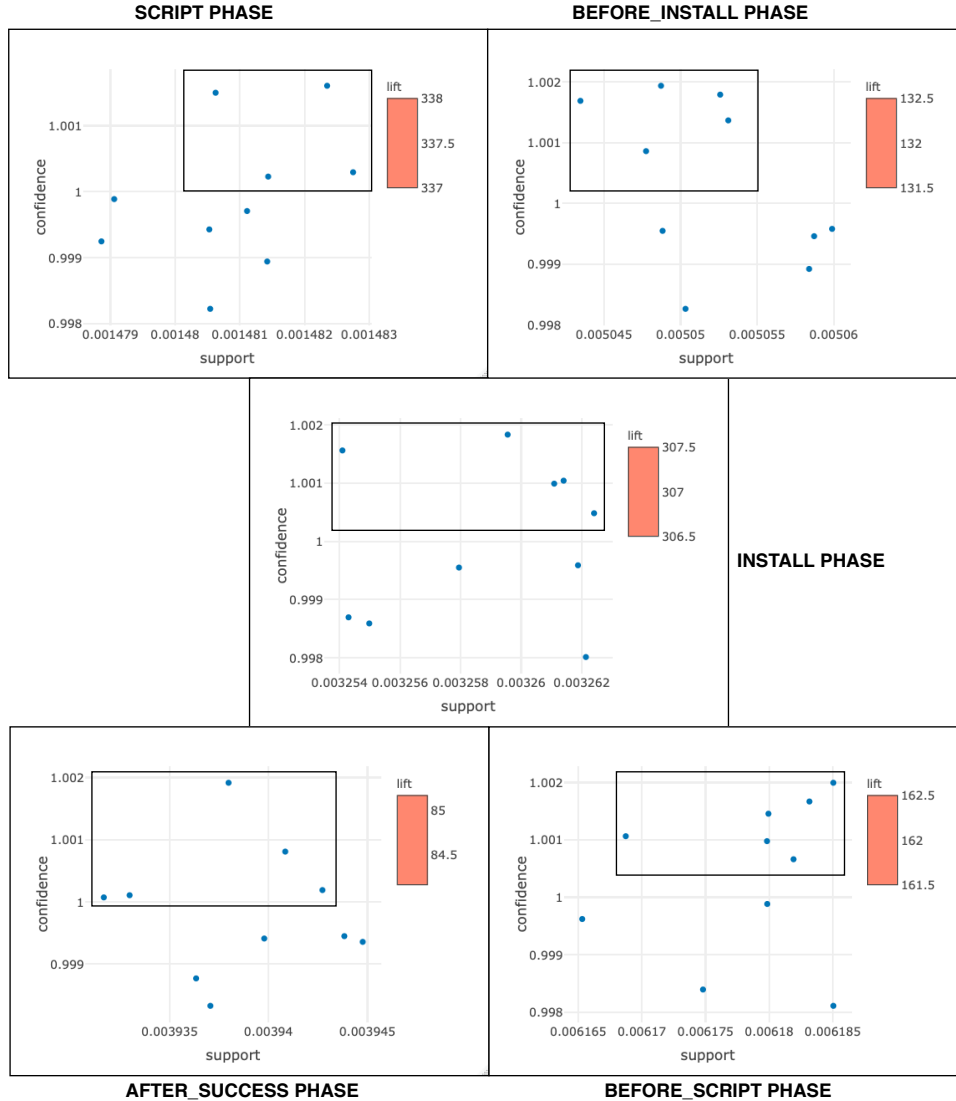 SCRIPT PHASE
BEFORE_INSTALL PHASE
lift
338
337.5
337
1.001
1
0.999
0.998
confidence
0.001479 0.00148 0.001481 0.001482 0.001483
support
lift
132.5
132
131.5
1.002
1.001
1
0.999
0.998
confidence
0.005045 0.00505 0.005055 0.00506
support
lift
307.5
307
306.5
1.002
1.001
1
0.999
0.998
confidence
0.003254 0.003256 0.003258 0.00326 0.003262
support
INSTALL PHASE
lift
85
84.5
1.002
1.001
1
0.999
confidence
0.003935 0.00394 0.003945
support
lift
162.5
162
161.5
1.002
1.001
1
0.999
0.998
confidence
0.006165 0.00617 0.006175 0.00618 0.006185
support
AFTER_SUCCESS PHASE
BEFORE_SCRIPT PHASE